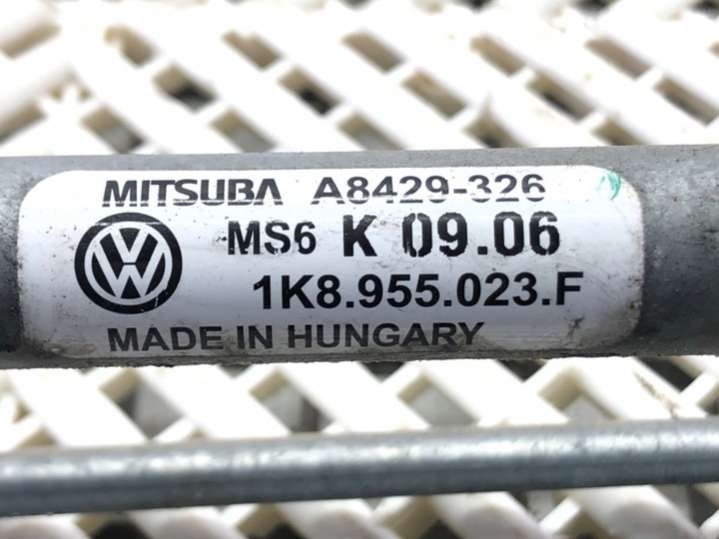 MITSUBA A8429-326
MS6 K 09.06
1K8.955.023.F
MADE IN HUNGARY